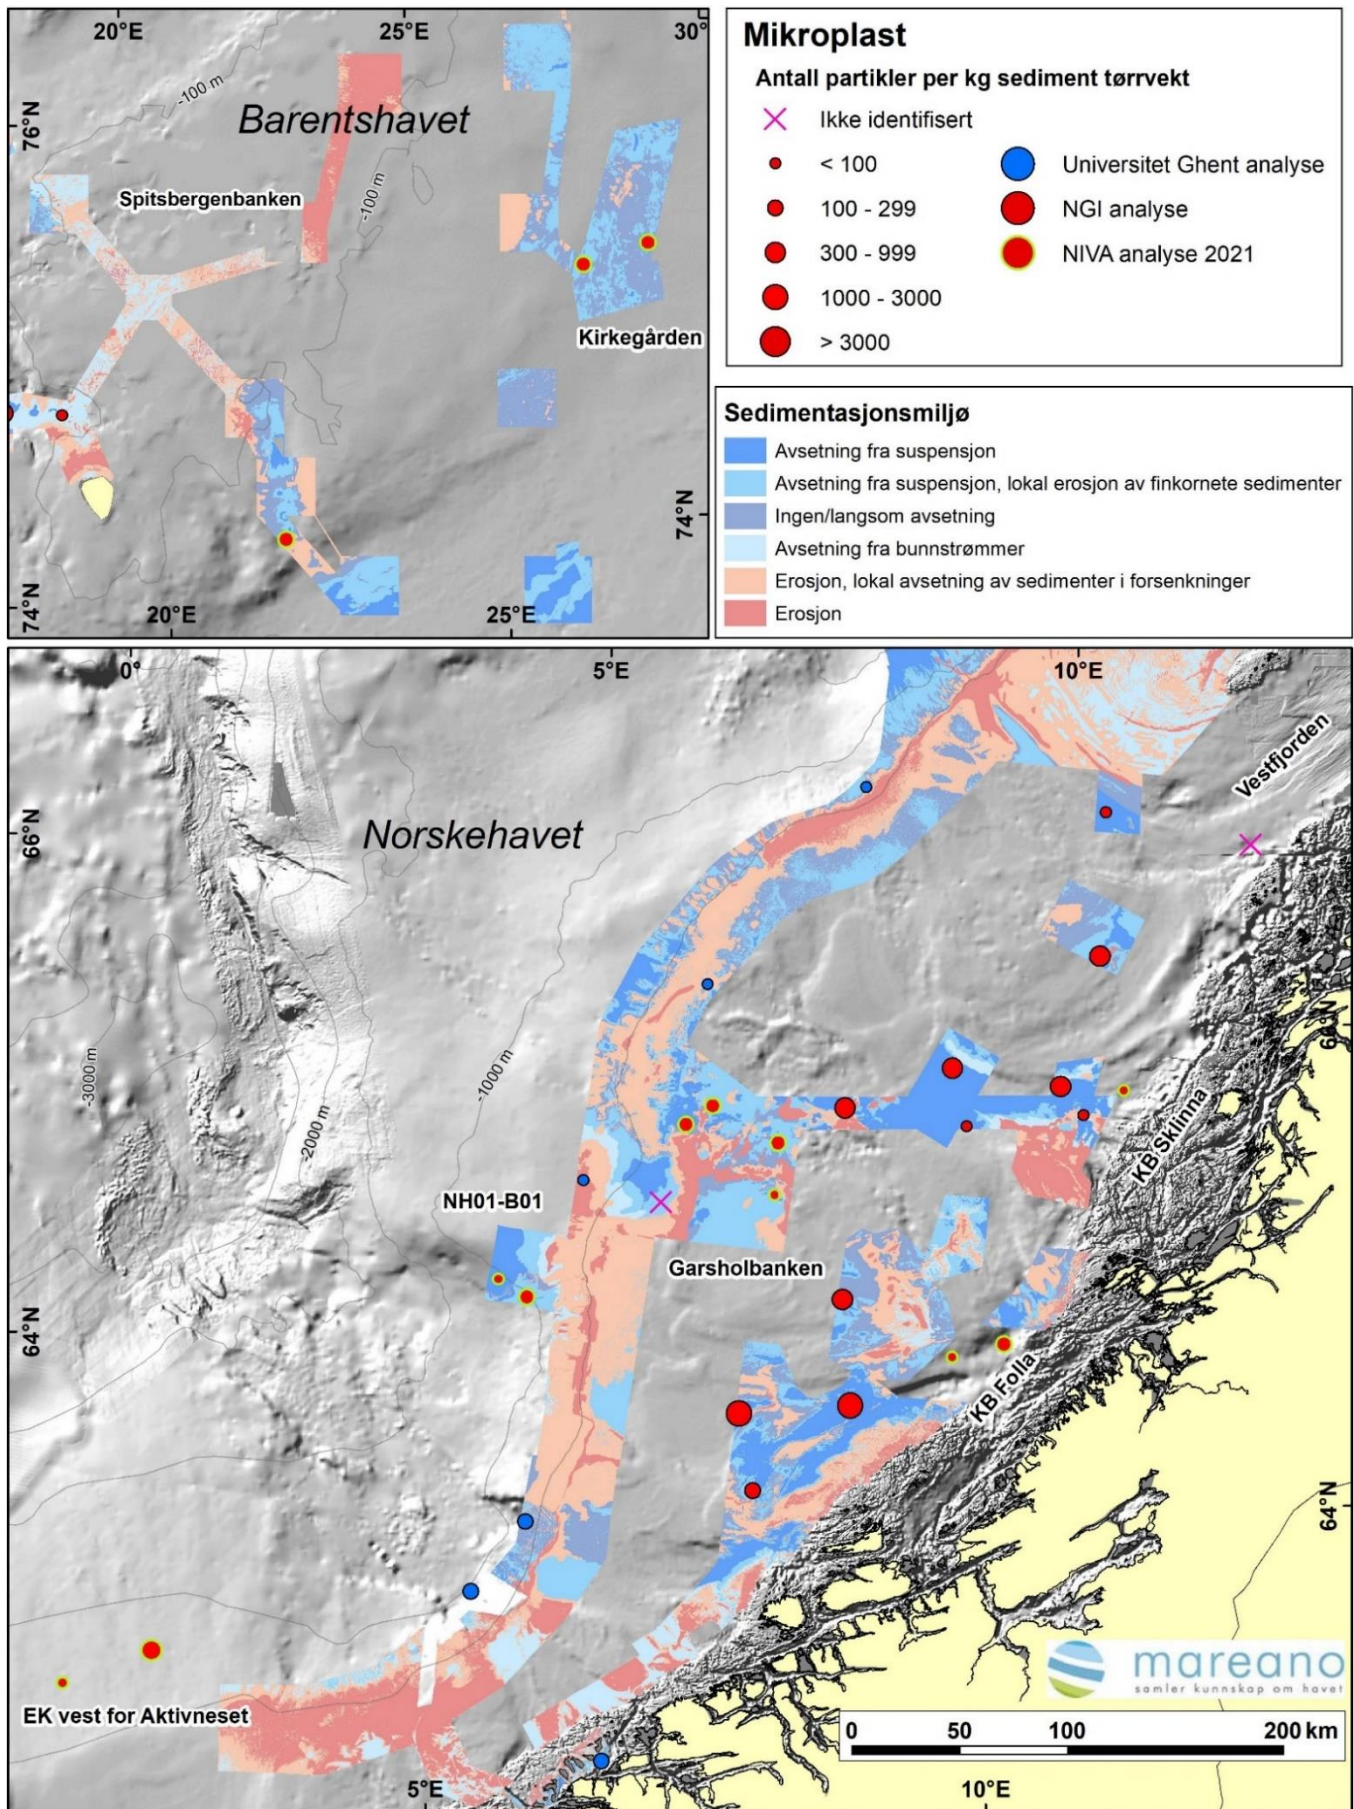 20°E
25°E
30°
-100 m
Barentshavet
76°N
Spitsbergenbanken
-100 m
Kirkegården
74°N
74°N
20°E
25°E
Mikroplast
Antall partikler per kg sediment tørrvekt
Ikke identifisert
< 100
Universitet Ghent analyse
100 - 299
NGI analyse
300 - 999
NIVA analyse 2021
1000 - 3000
> 3000
Sedimentasjonsmiljø
Avsetning fra suspensjon
Avsetning fra suspensjon, lokal erosjon av finkornete sedimenter
Ingen/langsom avsetning
Avsetning fra bunnstrømmer
Erosjon, lokal avsetning av sedimenter i forsenkninger
Erosjon
0°
5°E
10°E
Vestfjorden
66°N
Norskehavet
66°N
-3000 m
-1000 m
-2000 m
KB Sklinna
NH01-B01
Garsholbanken
64°N
KB Folla
64°N
EK vest for Aktivneset
mareano
samler kunnskap om havet
0 50 100 200 km
5°E
10°E